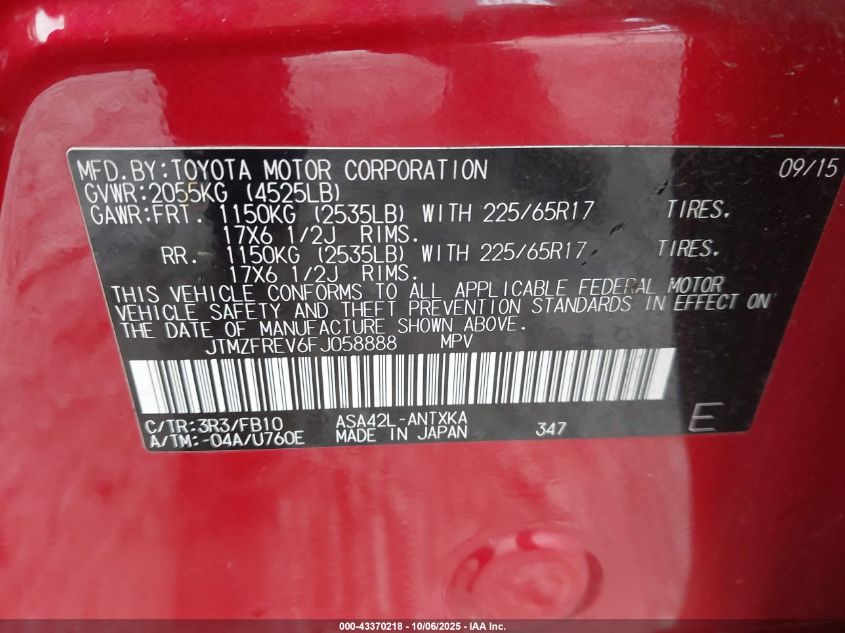 MFD.BY:TOYOTA MOTOR CORPORATION 09/15
GVWR:2055KG (4525LB)
GAWR:FRT. 1150KG (2535LB) WITH 225/65R17 TIRES.
17X6 1/2J RIMS.
RR. 1150KG (2535LB) WITH 225/65R17 TIRES.
17X6 1/2J RIMS.
THIS VEHICLE CONFORMS TO ALL APPLICABLE FEDERAL MOTOR
VEHICLE SAFETY AND THEFT PREVENTION STANDARDS IN EFFECT ON
THE DATE OF MANUFACTURE SHOWN ABOVE.
JTMZFREV6FJ058888 MPV
C/TR:3R3/FB10 ASA42L-ANTXKA
A/TM:-04A/U760E MADE IN JAPAN 347 E
000-43370218 - 10/06/2025 - IAA Inc.